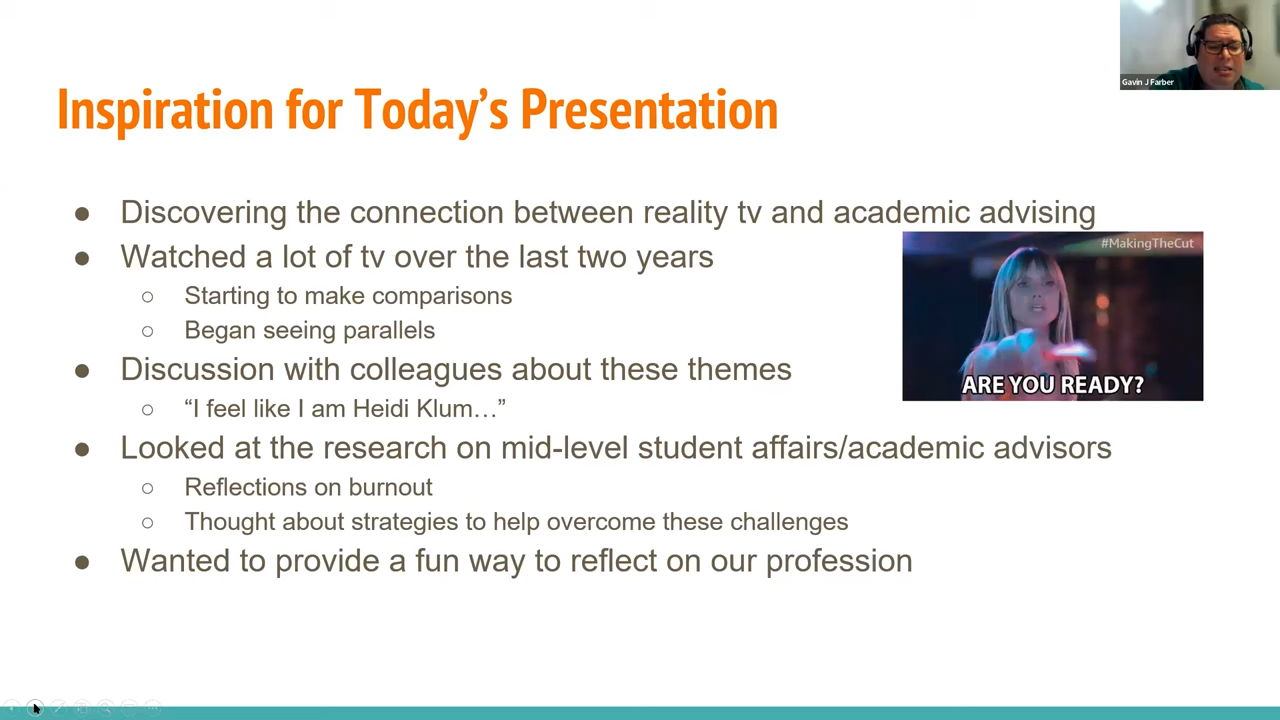 Gavin J Farber
Inspiration for Today’s Presentation
● Discovering the connection between reality tv and academic advising
● Watched a lot of tv over the last two years
○ Starting to make comparisons
○ Began seeing parallels
● Discussion with colleagues about these themes
○ “I feel like I am Heidi Klum…”
● Looked at the research on mid-level student affairs/academic advisors
○ Reflections on burnout
○ Thought about strategies to help overcome these challenges
● Wanted to provide a fun way to reflect on our profession
#MakingTheCut
ARE YOU READY?